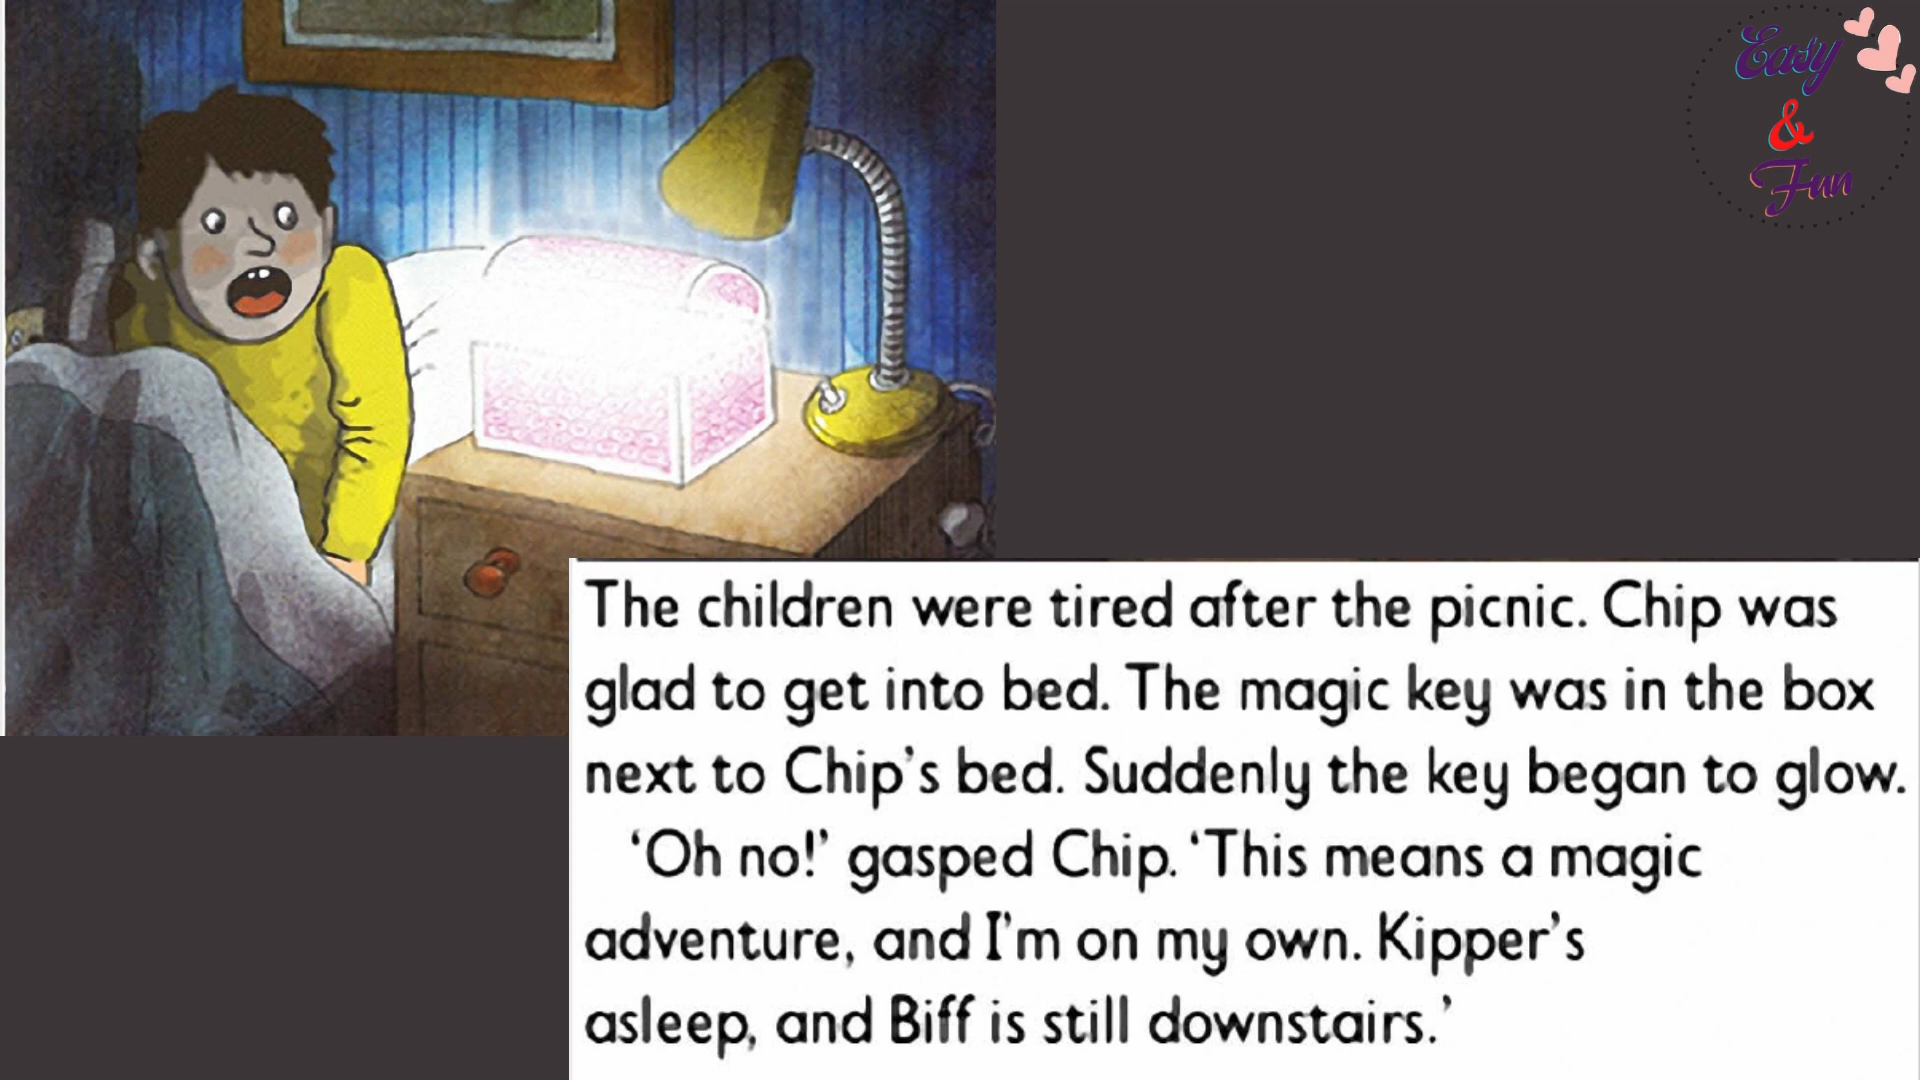 Easy
&
Fun
The children were tired after the picnic. Chip was
glad to get into bed. The magic key was in the box
next to Chip's bed. Suddenly the key began to glow.
‘Oh no!’ gasped Chip. ‘This means a magic
adventure, and I'm on my own. Kipper's
asleep, and Biff is still downstairs.’